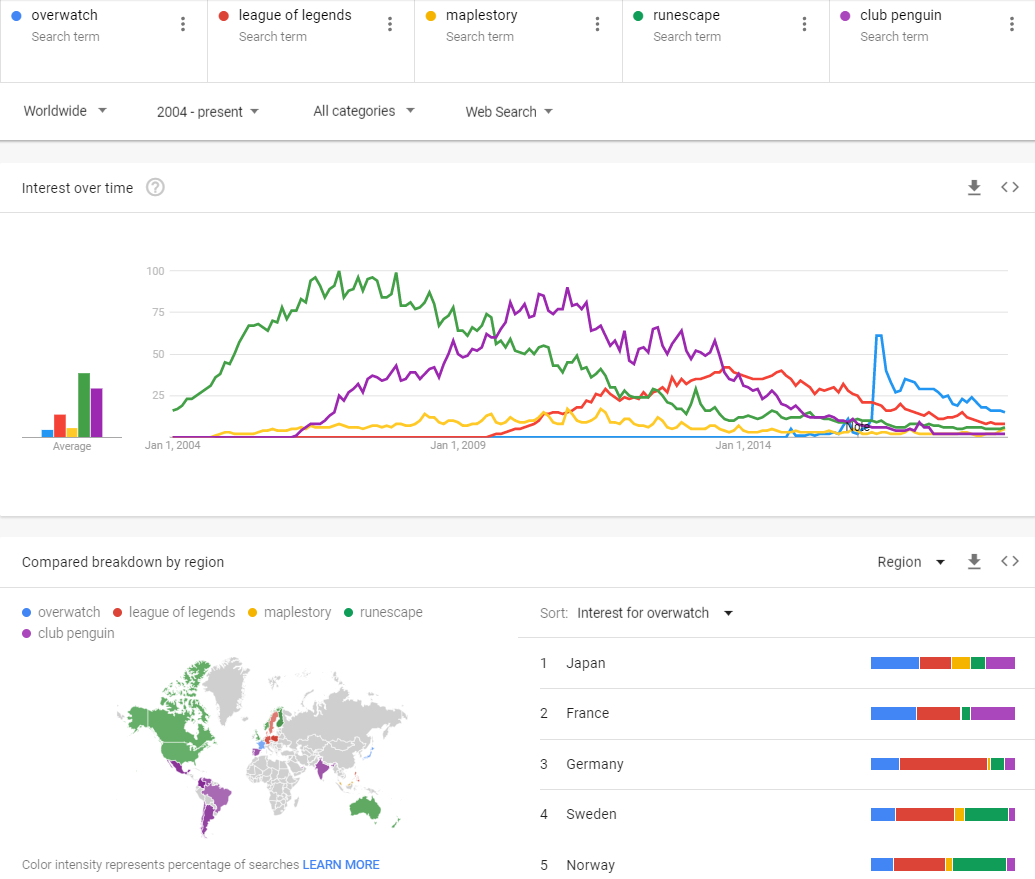 overwatch league of legends maplestory runescape club penguin
Search term Search term Search term Search term Search term
Worldwide 2004 - present All categories Web Search
Interest over time ?
100
75
50
25
Note
Average Jan 1, 2004 Jan 1, 2009 Jan 1, 2014
Compared breakdown by region Region
overwatch league of legends maplestory runescape
club penguin
Sort: Interest for overwatch
1 Japan
2 France
3 Germany
4 Sweden
5 Norway
Color intensity represents percentage of searches LEARN MORE